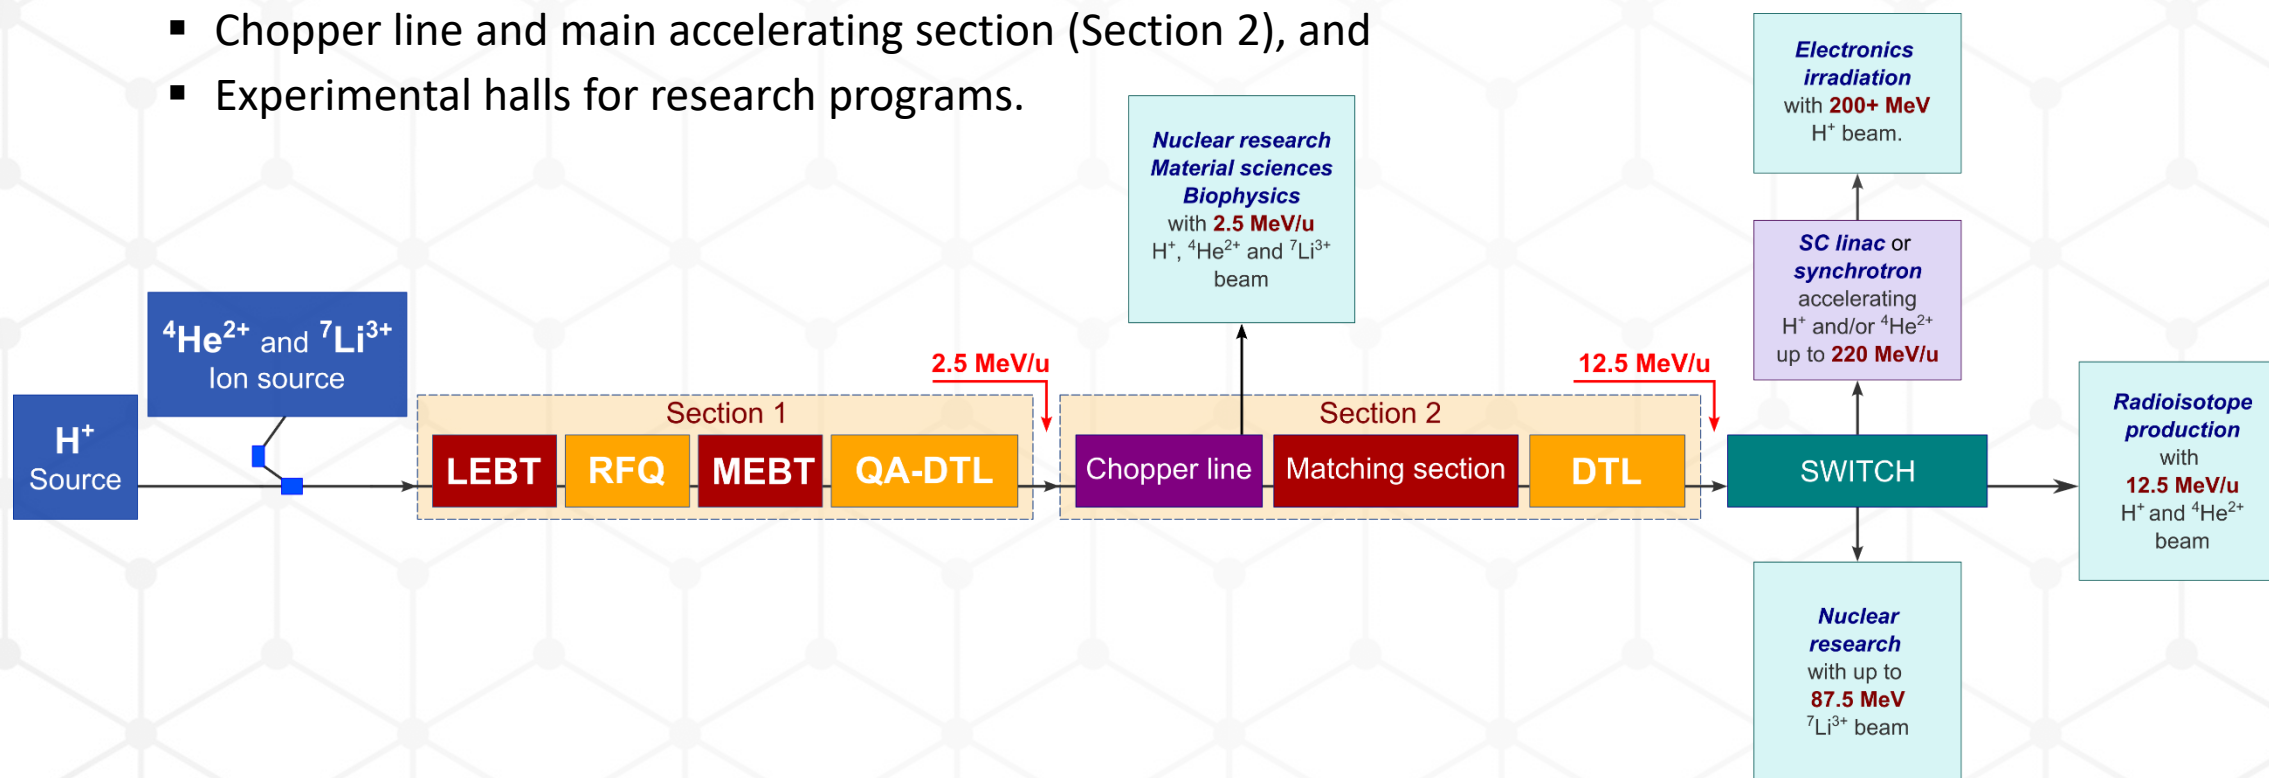 ▪ Chopper line and main accelerating section (Section 2), and
▪ Experimental halls for research programs.
H⁺
Source
⁴He²⁺ and ⁷Li³⁺
Ion source
Section 1
LEBT
RFQ
MEBT
QA-DTL
2.5 MeV/u
Nuclear research
Material sciences
Biophysics
with 2.5 MeV/u
H⁺, ⁴He²⁺ and ⁷Li³⁺
beam
Section 2
Chopper line
Matching section
DTL
12.5 MeV/u
SWITCH
Electronics
irradiation
with 200+ MeV
H⁺ beam.
SC linac or
synchrotron
accelerating
H⁺ and/or ⁴He²⁺
up to 220 MeV/u
Radioisotope
production
with
12.5 MeV/u
H⁺ and ⁴He²⁺
beam
Nuclear
research
with up to
87.5 MeV
⁷Li³⁺ beam